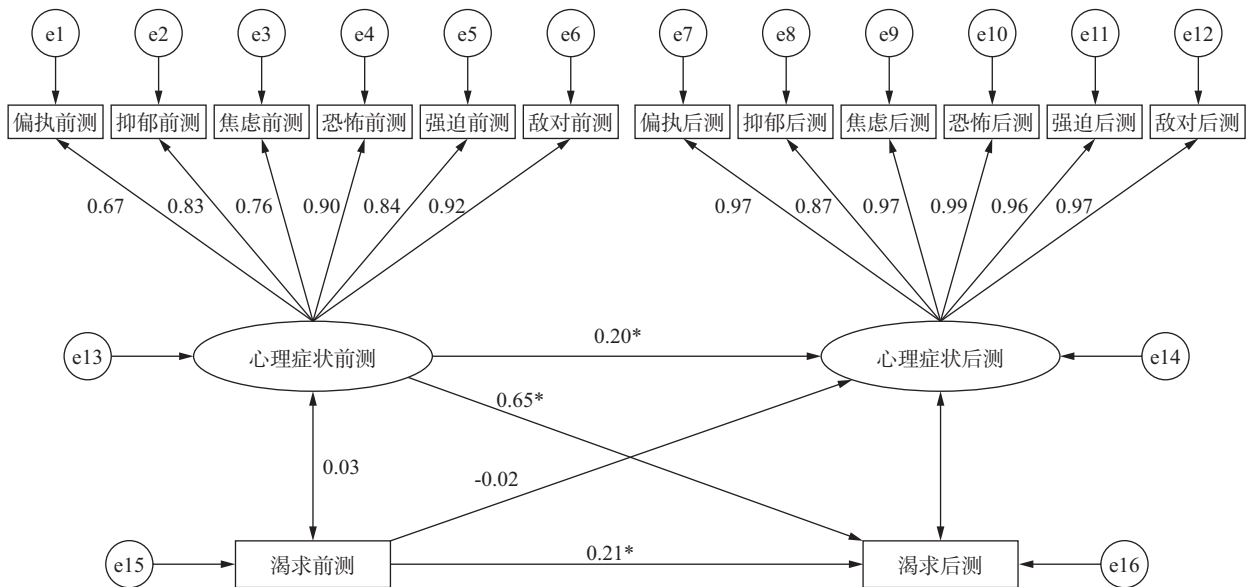 e1 e2 e3 e4 e5 e6 e7 e8 e9 e10 e11 e12
偏执前测 抑郁前测 焦虑前测 恐怖前测 强迫前测 敌对前测 偏执后测 抑郁后测 焦虑后测 恐怖后测 强迫后测 敌对后测
0.67 0.83 0.76 0.90 0.84 0.92 0.97 0.87 0.97 0.99 0.96 0.97
0.20*
e13 心理症状前测 心理症状后测 e14
0.65*
0.03 -0.02
0.21*
e15 渴求前测 渴求后测 e16